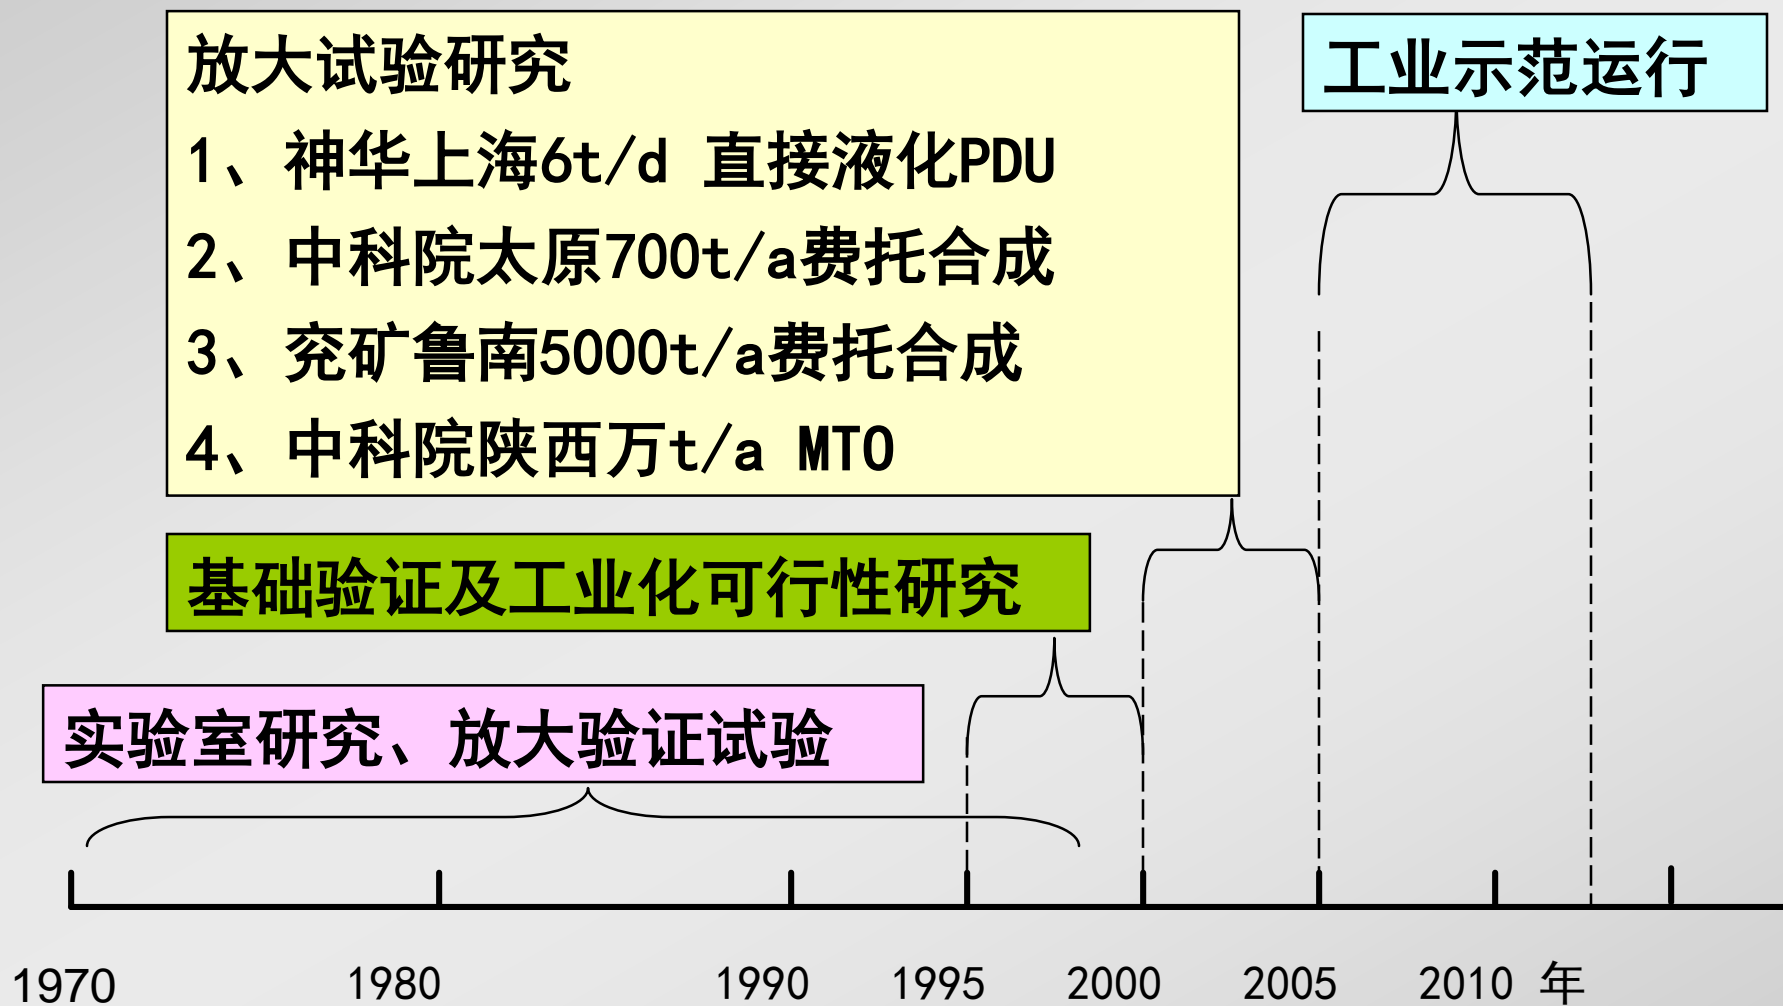 放大试验研究
1、神华上海6t/d 直接液化PDU
2、中科院太原700t/a费托合成
3、兖矿鲁南5000t/a费托合成
4、中科院陕西万t/a MTO
工业示范运行
基础验证及工业化可行性研究
实验室研究、放大验证试验
1970 1980 1990 1995 2000 2005 2010 年